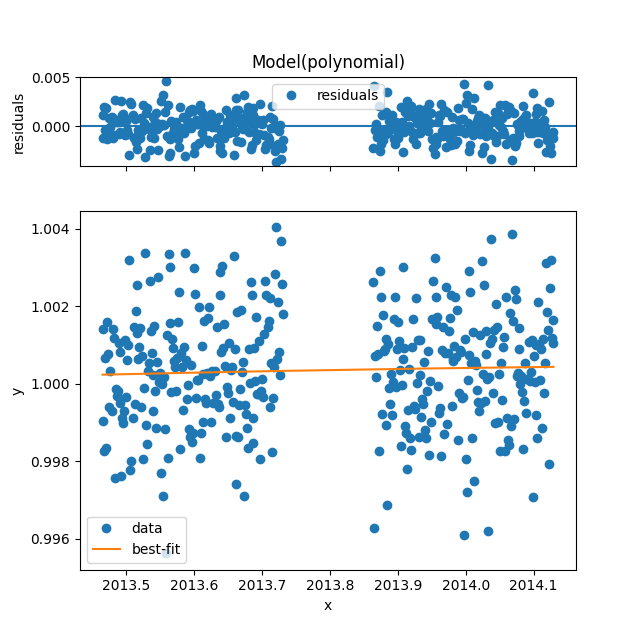 Model(polynomial)
0.005
0.000
residuals
residuals
1.004
1.002
1.000
0.998
0.996
y
data
best-fit
2013.5 2013.6 2013.7 2013.8 2013.9 2014.0 2014.1
x